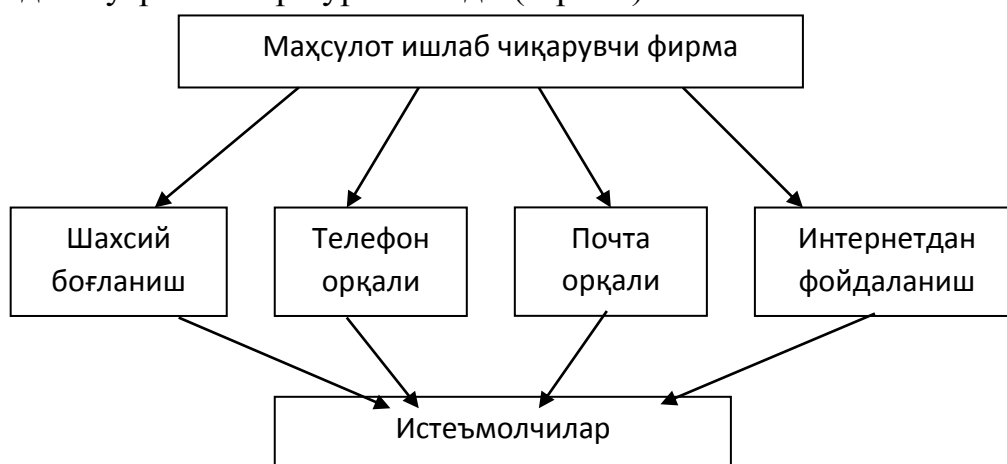 Маҳсулот ишлаб чиқарувчи фирма
Шахсий
боғланиш
Телефон
орқали
Почта
орқали
Интернетдан
фойдаланиш
Истеъмолчилар